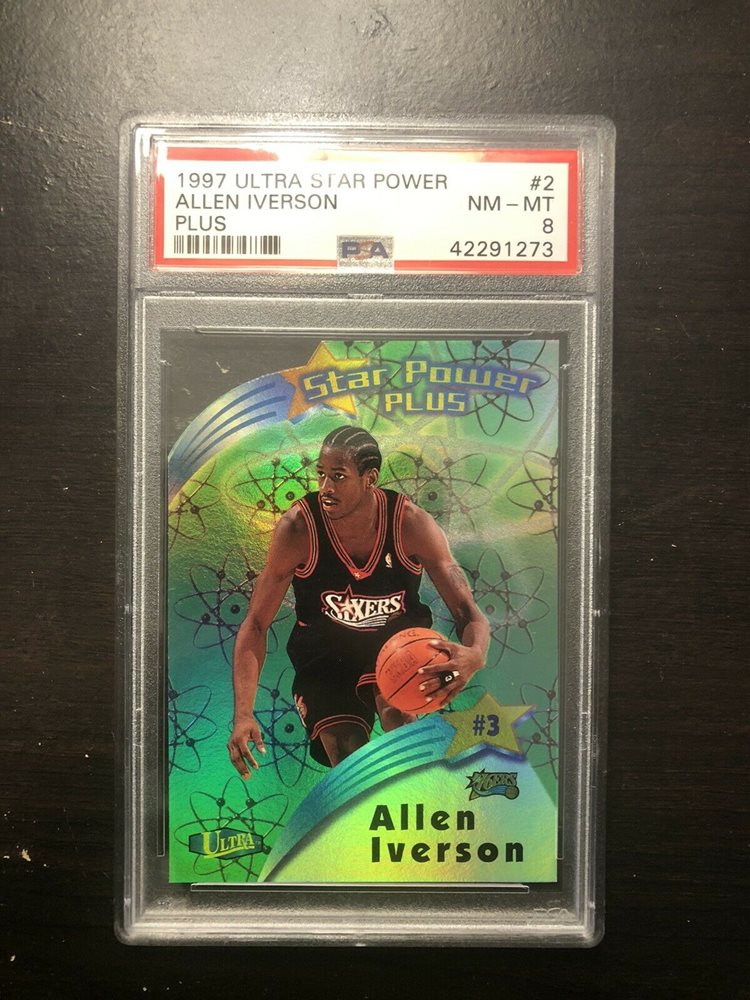 1997 ULTRA STAR POWER #2
ALLEN IVERSON NM – MT
PLUS 8
PSA 42291273
Star Power
PLUS
SIXERS
#3
76ERS
Allen
Iverson
ULTRA